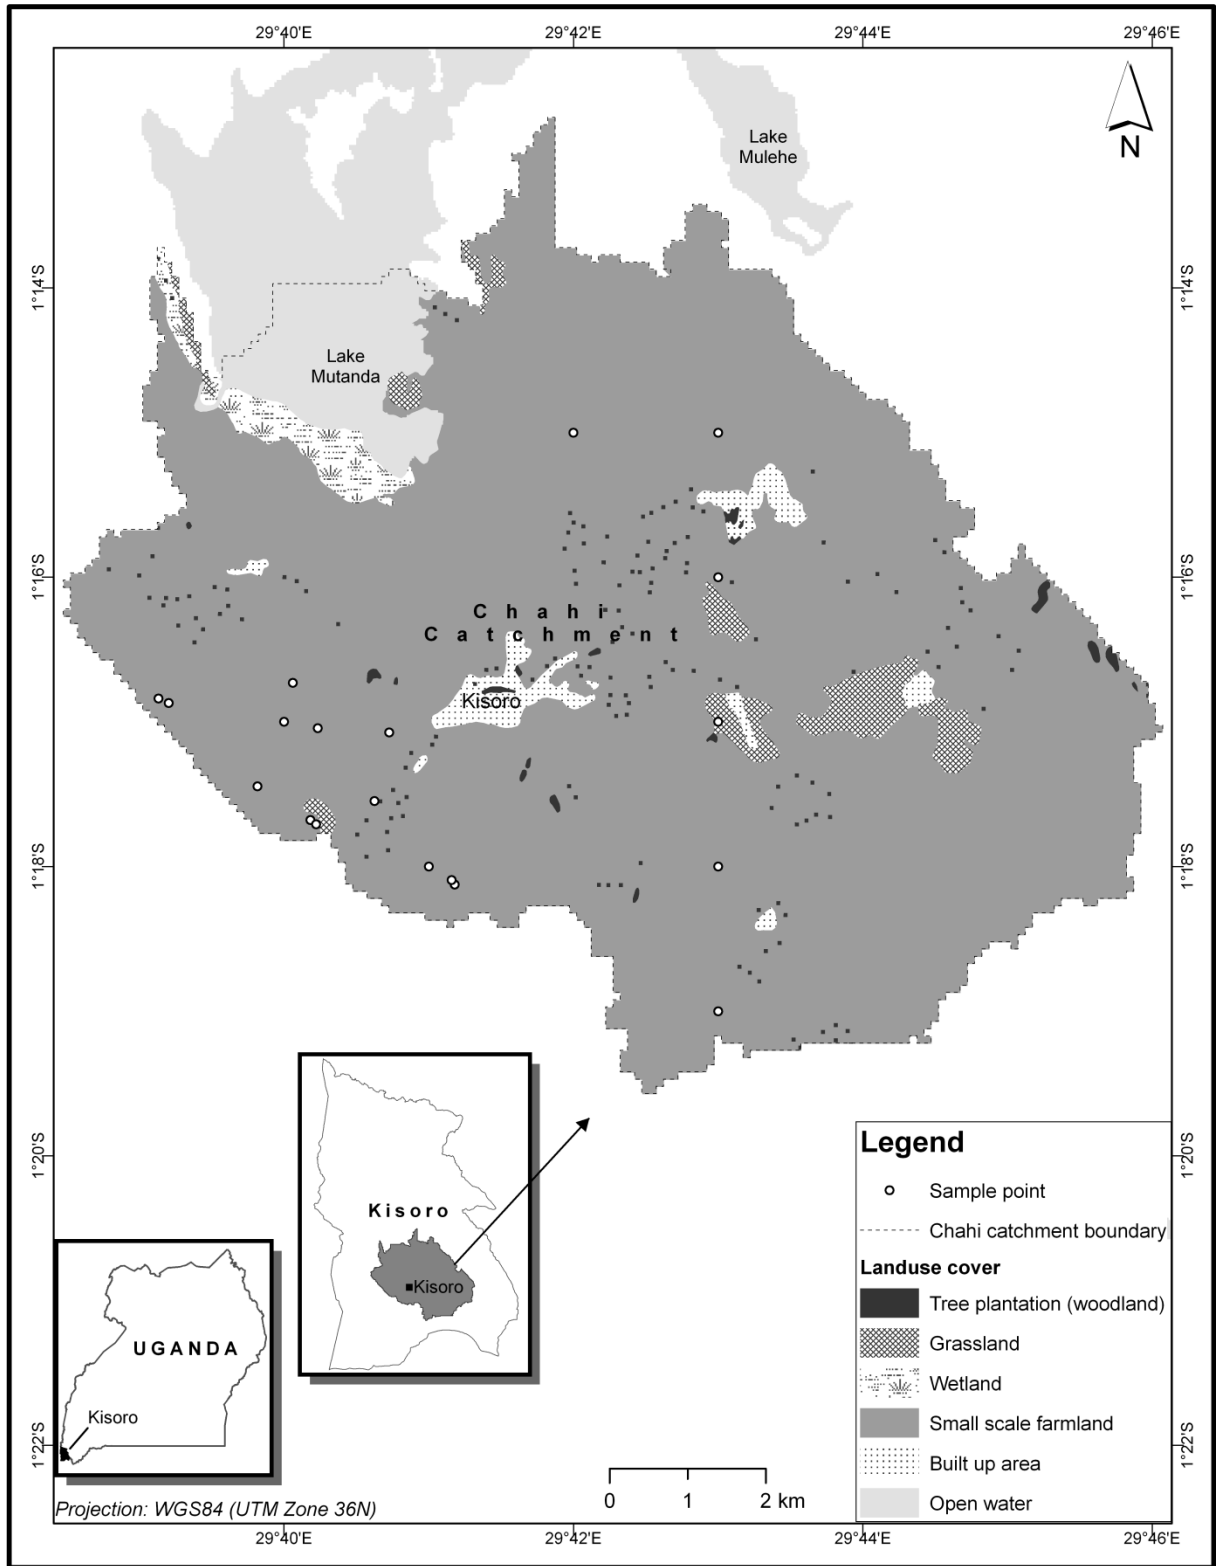 29°40'E
29°42'E
29°44'E
29°46'E
N
Lake
Mulehe
1°14'S
1°14'S
Lake
Mutanda
1°16'S
1°16'S
Chahi
Catchment
Kisoro
1°18'S
1°18'S
1°20'S
1°20'S
Kisoro
Kisoro
UGANDA
Kisoro
1°22'S
1°22'S
Legend
Sample point
Chahi catchment boundary
Landuse cover
Tree plantation (woodland)
Grassland
Wetland
Small scale farmland
Built up area
Open water
0 1 2 km
Projection: WGS84 (UTM Zone 36N)
29°40'E
29°42'E
29°44'E
29°46'E